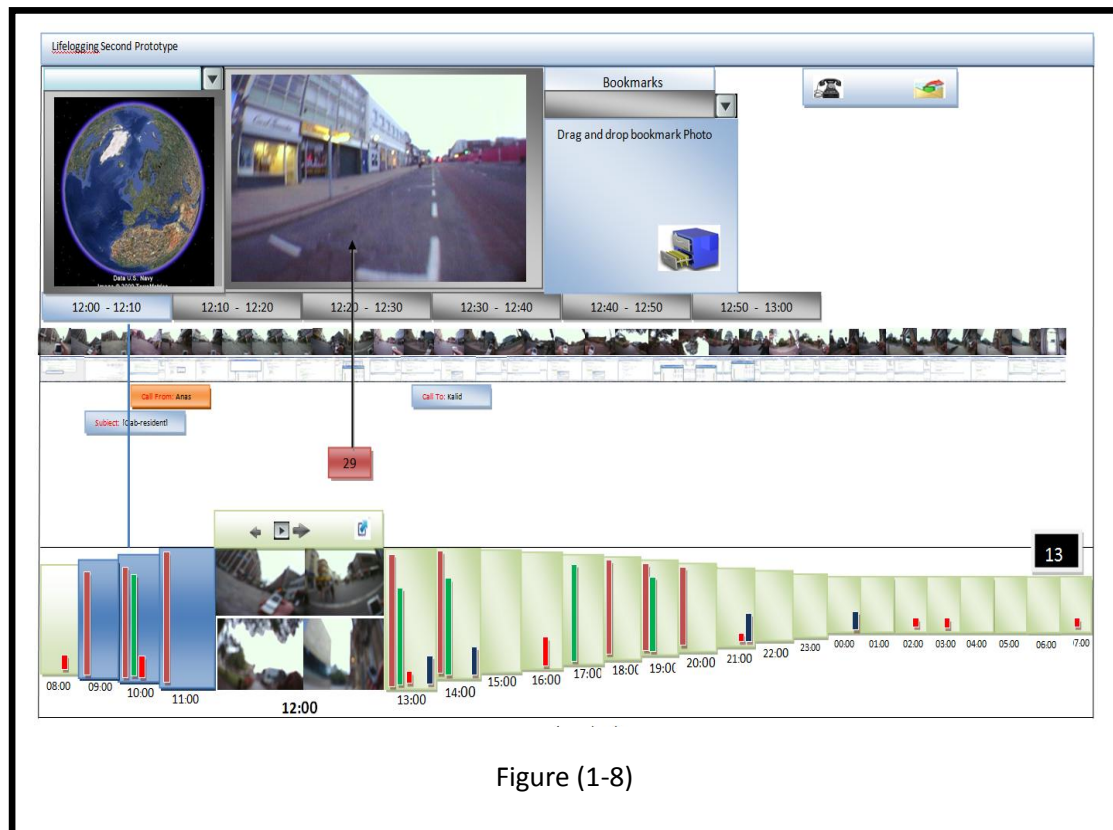 Lifelogging Second Prototype
Bookmarks
Drag and drop bookmark Photo
Data U.S. Navy
12:00 - 12:10
12:10 - 12:20
12:20 - 12:30
12:30 - 12:40
12:40 - 12:50
12:50 - 13:00
Call From: Anas
Call To: Kalid
Subject:
29
13
08:00
09:00
10:00
11:00
12:00
13:00
14:00
15:00
16:00
17:00
18:00
19:00
20:00
21:00
22:00
23:00
00:00
01:00
02:00
03:00
04:00
05:00
06:00
07:00
Figure (1-8)